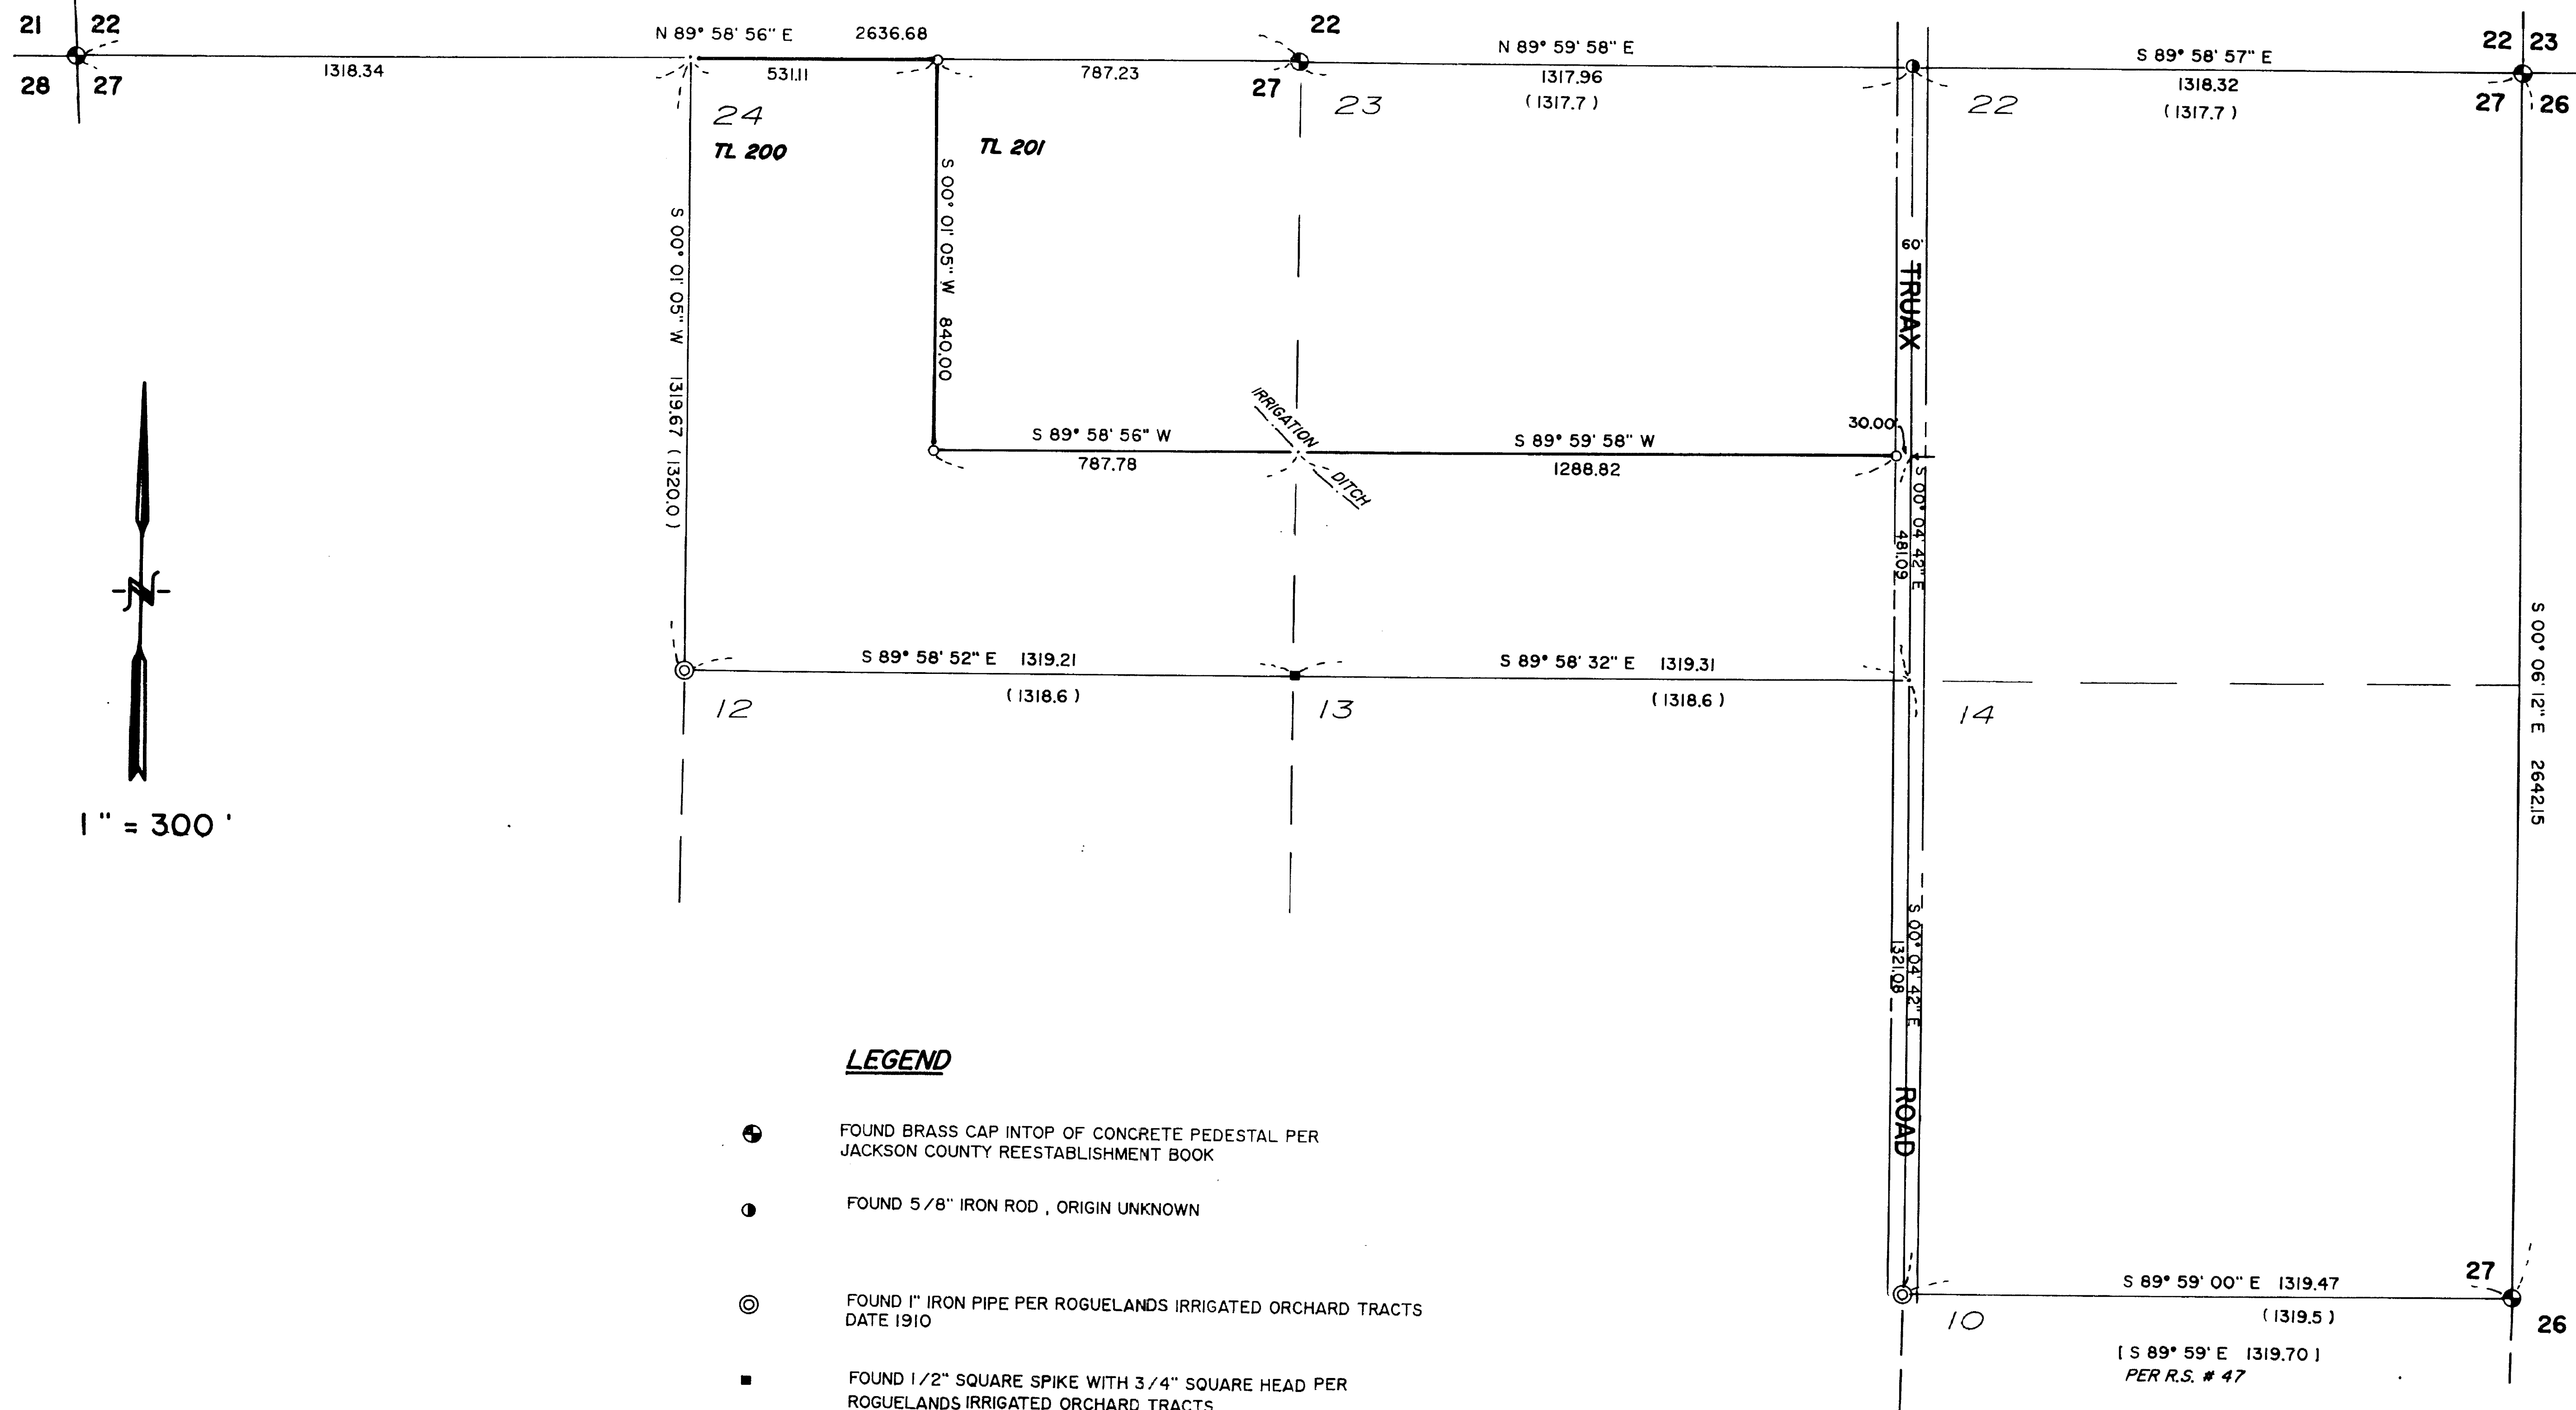 21 22
28 27
N 89° 58' 56" E 2636.68
1318.34
531.11
787.23
22
27
N 89° 59' 58" E
1317.96
(1317.7)
S 89° 58' 57" E
1318.32
(1317.7)
22 23
27 26
24
TL 200
TL 201
23
22
S 00° 01' 05" W 1319.67 (1320.0)
S 00° 01' 05" W 840.00
60'
TRUAX
IRRIGATION
DITCH
S 89° 58' 56" W
787.78
S 89° 59' 58" W
1288.82
30.00'
S 00° 04' 42" E
481.09
S 00° 06' 12" E 2642.15
S 89° 58' 52" E 1319.21
(1318.6)
S 89° 58' 32" E 1319.31
(1318.6)
12
13
14
N
1" = 300'
S 00° 04' 42" E
1321.08
ROAD
S 89° 59' 00" E 1319.47
(1319.5)
27
26
10
[S 89° 59' E 1319.70]
PER R.S. # 47
LEGEND
FOUND BRASS CAP INTOP OF CONCRETE PEDESTAL PER
JACKSON COUNTY REESTABLISHMENT BOOK
FOUND 5/8" IRON ROD , ORIGIN UNKNOWN
FOUND 1" IRON PIPE PER ROGUELANDS IRRIGATED ORCHARD TRACTS
DATE 1910
FOUND 1/2" SQUARE SPIKE WITH 3/4" SQUARE HEAD PER
ROGUELANDS IRRIGATED ORCHARD TRACTS